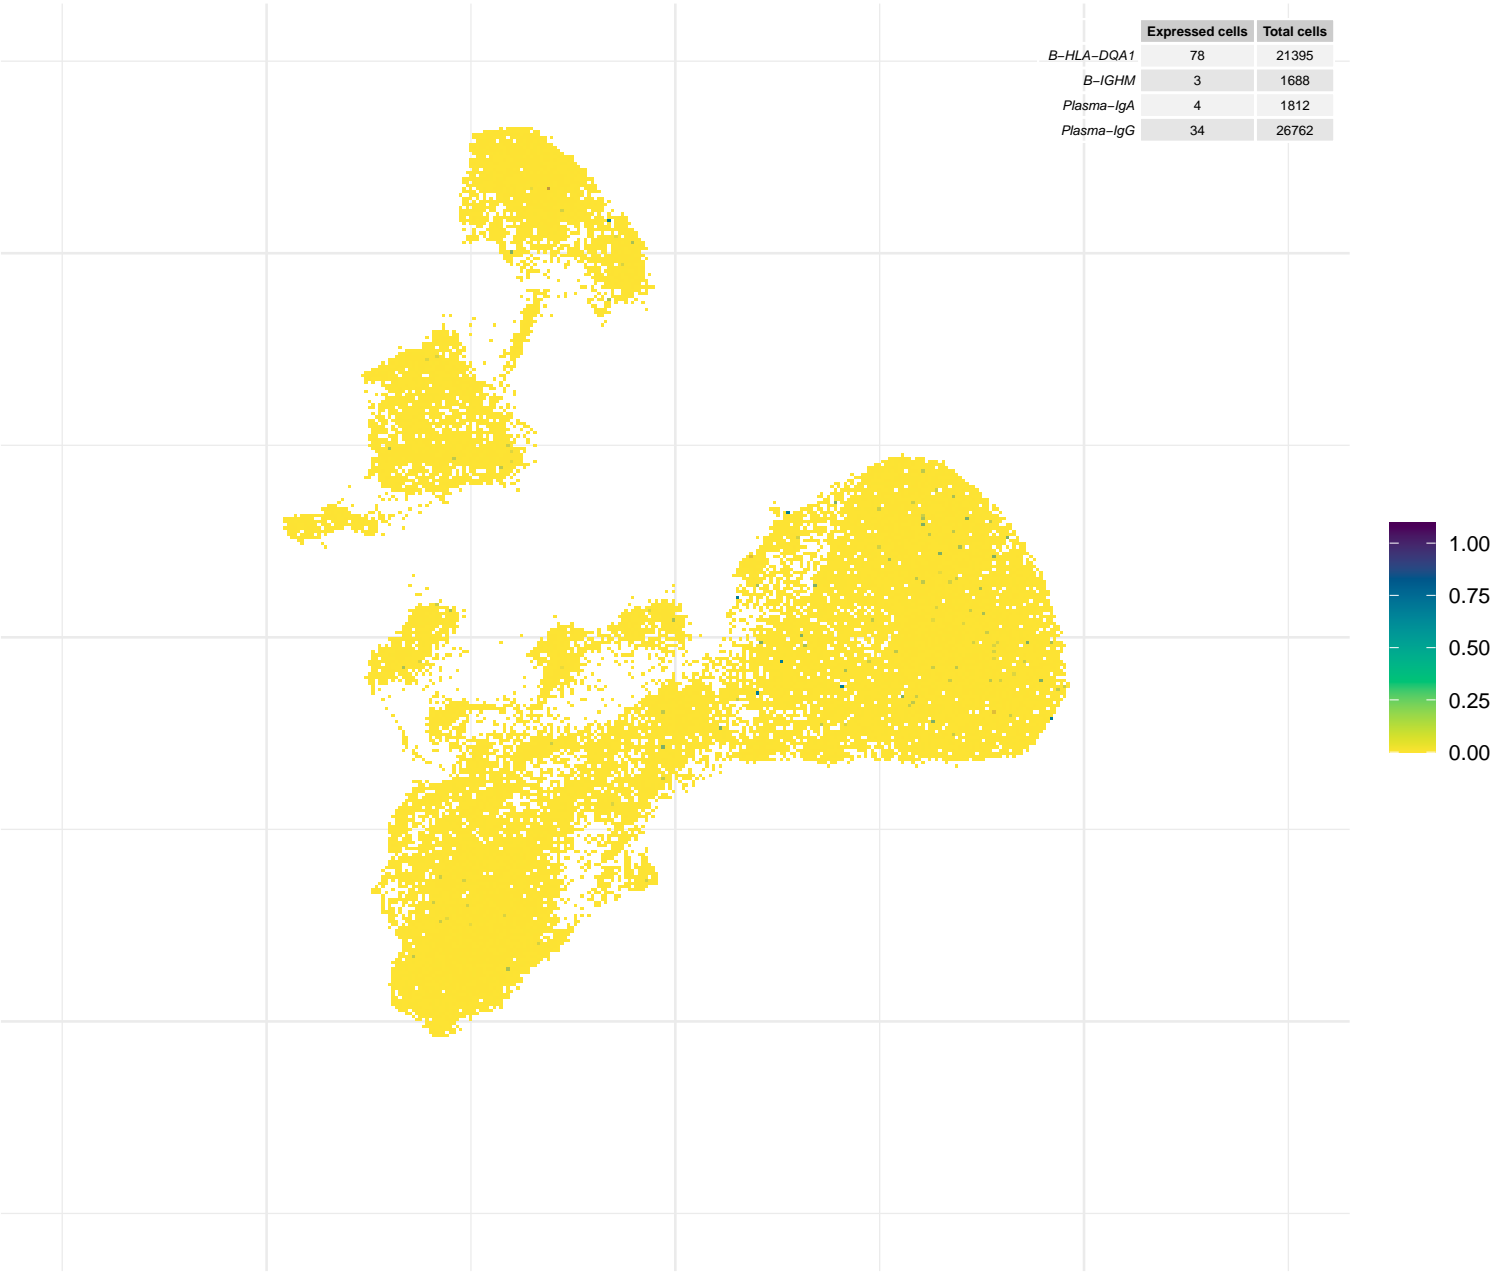 Expressed cells Total cells
B−HLA−DQA1 78 21395
B−IGHM 3 1688
Plasma−IgA 4 1812
Plasma−IgG 34 26762
1.00
0.75
0.50
0.25
0.00